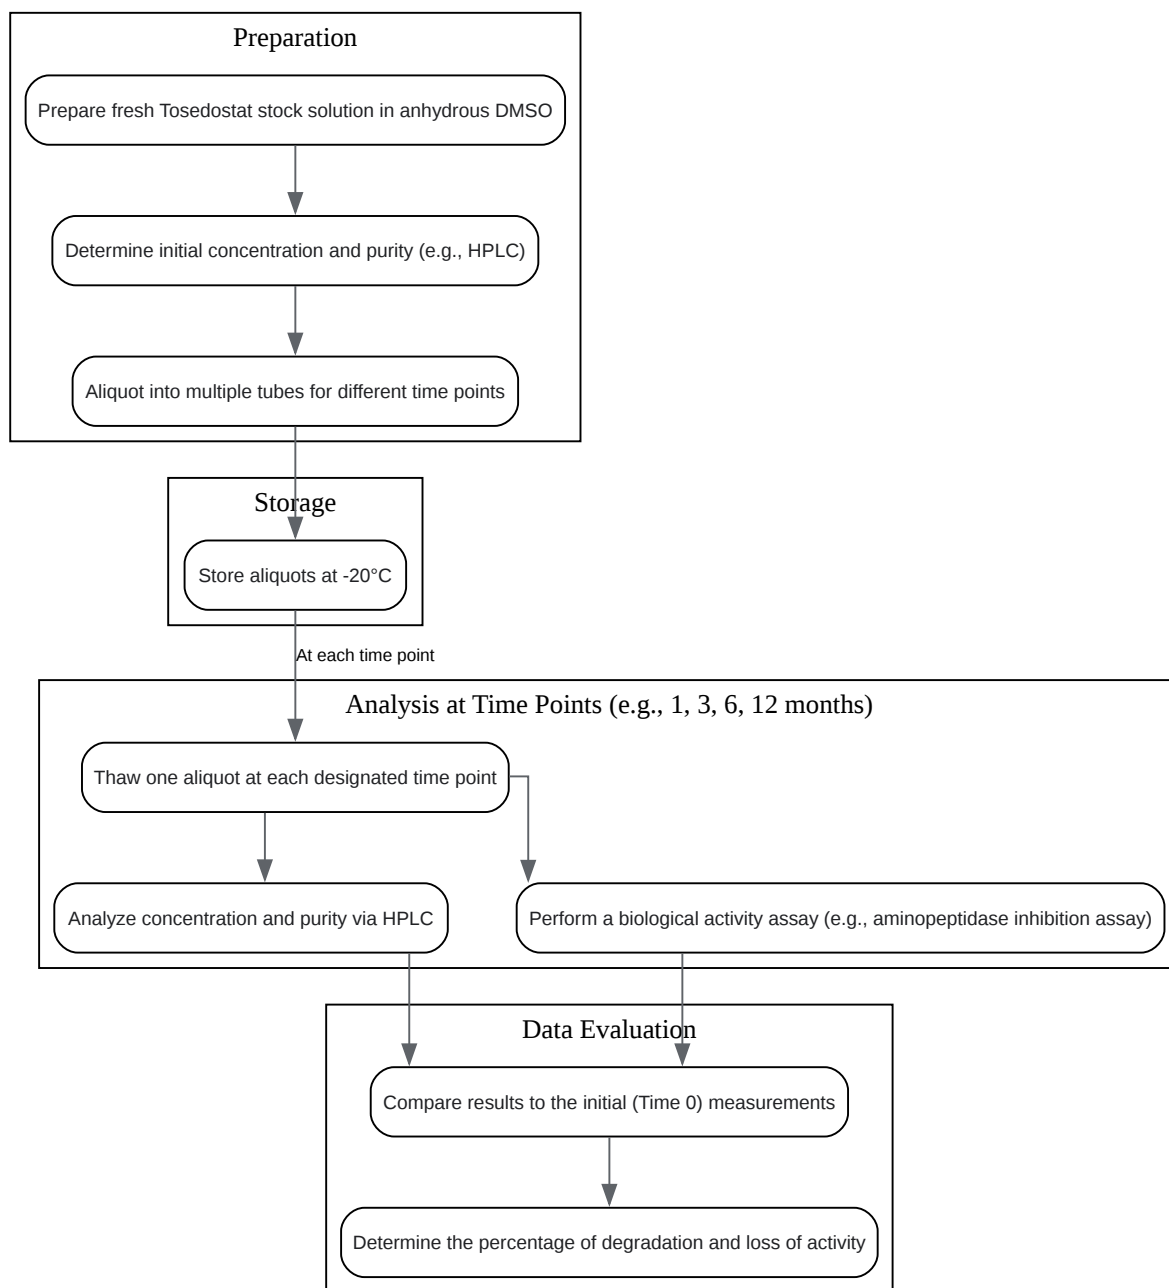 Preparation
Prepare fresh Tosedostat stock solution in anhydrous DMSO
Determine initial concentration and purity (e.g., HPLC)
Aliquot into multiple tubes for different time points
Storage
Store aliquots at -20°C
At each time point
Analysis at Time Points (e.g., 1, 3, 6, 12 months)
Thaw one aliquot at each designated time point
Analyze concentration and purity via HPLC
Perform a biological activity assay (e.g., aminopeptidase inhibition assay)
Data Evaluation
Compare results to the initial (Time 0) measurements
Determine the percentage of degradation and loss of activity